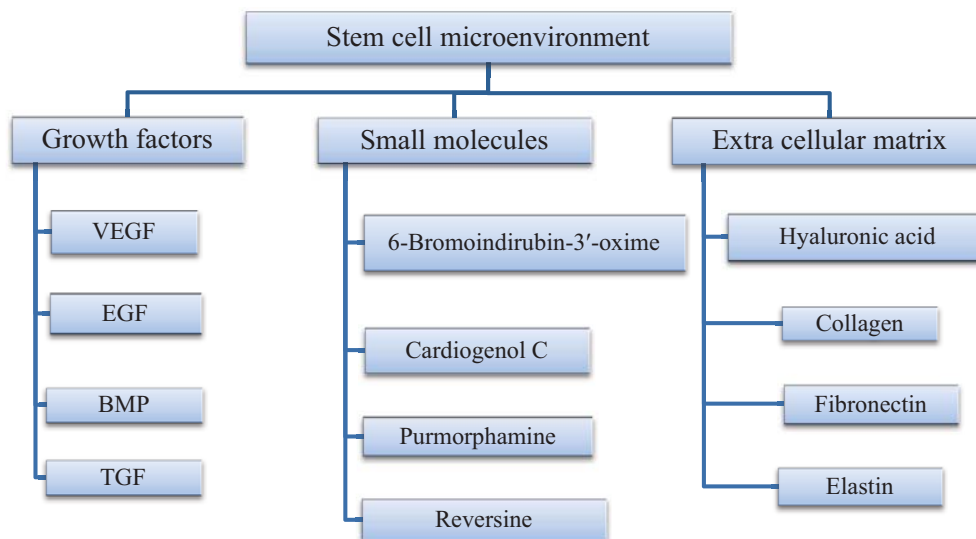 Stem cell microenvironment
Growth factors
Small molecules
Extra cellular matrix
VEGF
EGF
BMP
TGF
6-Bromoindirubin-3′-oxime
Cardiogenol C
Purmorphamine
Reversine
Hyaluronic acid
Collagen
Fibronectin
Elastin